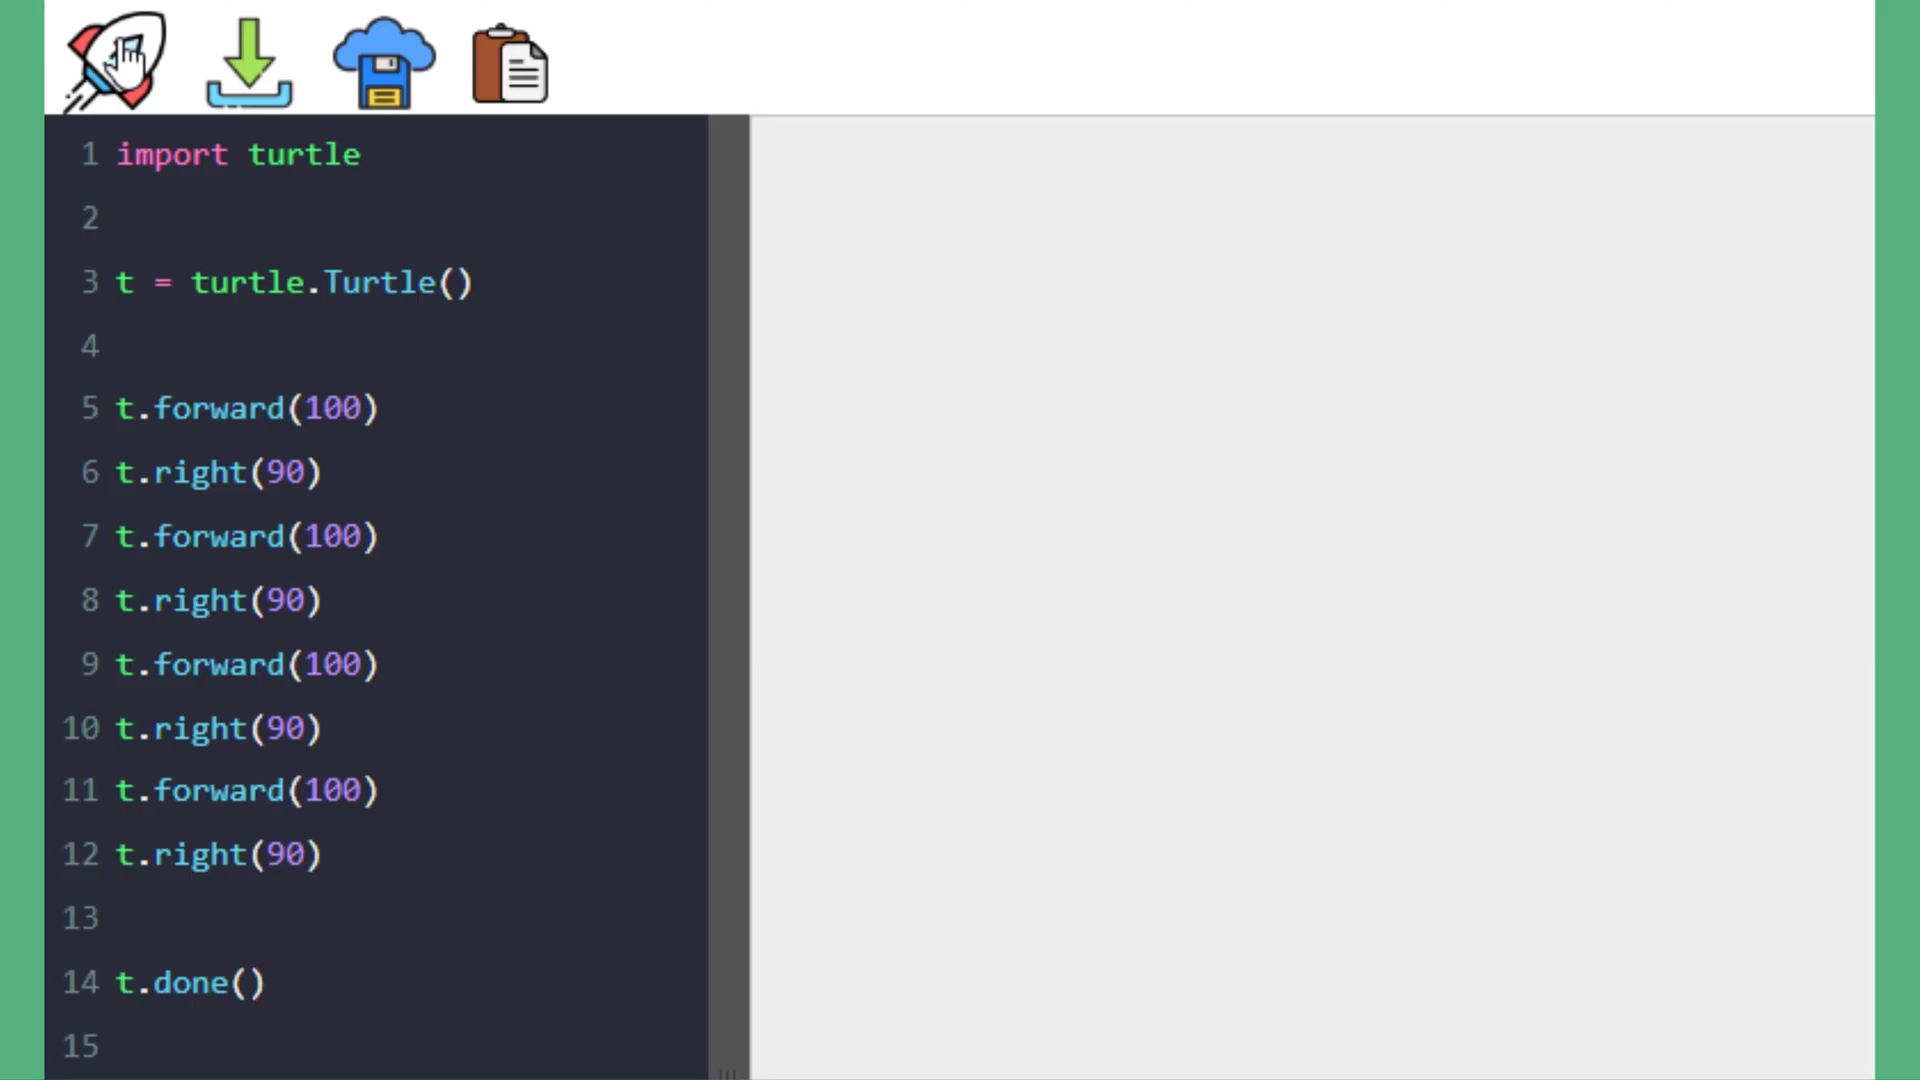 1 import turtle
2
3 t = turtle.Turtle()
4
5 t.forward(100)
6 t.right(90)
7 t.forward(100)
8 t.right(90)
9 t.forward(100)
10 t.right(90)
11 t.forward(100)
12 t.right(90)
13
14 t.done()
15